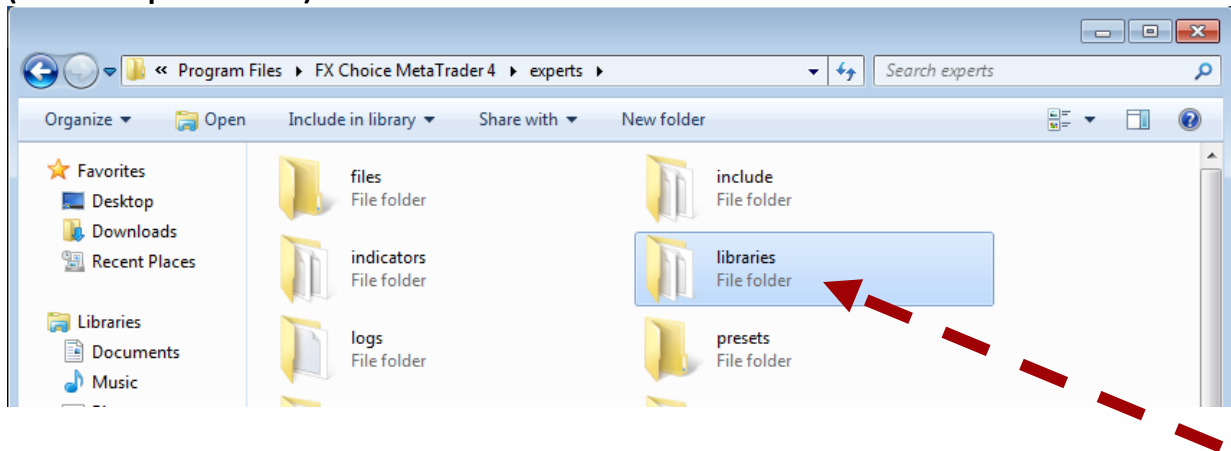 « Program Files ▸ FX Choice MetaTrader 4 ▸ experts ▸
Search experts
Organize ▾ Open Include in library ▾ Share with ▾ New folder
Favorites
Desktop
Downloads
Recent Places
Libraries
Documents
Music
files
File folder
include
File folder
indicators
File folder
libraries
File folder
logs
File folder
presets
File folder